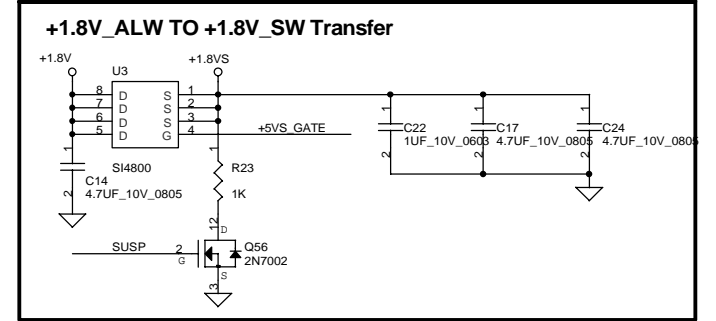 +1.8V_ALW TO +1.8V_SW Transfer
+1.8V
+1.8VS
U3
8 D S 1
7 D S 2
6 D S 3
5 D G 4
+5VS_GATE
SI4800
1
2
C14
4.7UF_10V_0805
1
2
C22
1UF_10V_0603
1
2
C17
4.7UF_10V_0805
1
2
C24
4.7UF_10V_0805
1
R23
1K
12
D
SUSP
2
G
Q56
2N7002
S
3